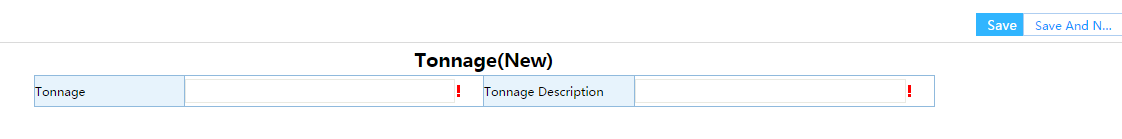 Save Save And N...
Tonnage(New)
Tonnage ! Tonnage Description !